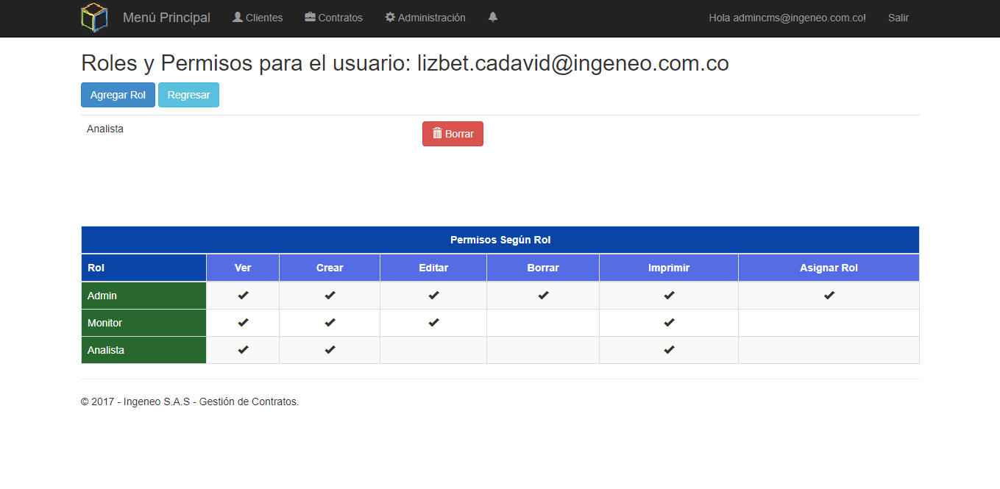 Menú Principal Clientes Contratos Administración Hola admincms@ingeneo.com.co! Salir
Roles y Permisos para el usuario: lizbet.cadavid@ingeneo.com.co
Agregar Rol Regresar
Analista Borrar
Permisos Según Rol
Rol Ver Crear Editar Borrar Imprimir Asignar Rol
Admin
Monitor
Analista
© 2017 - Ingeneo S.A.S - Gestión de Contratos.